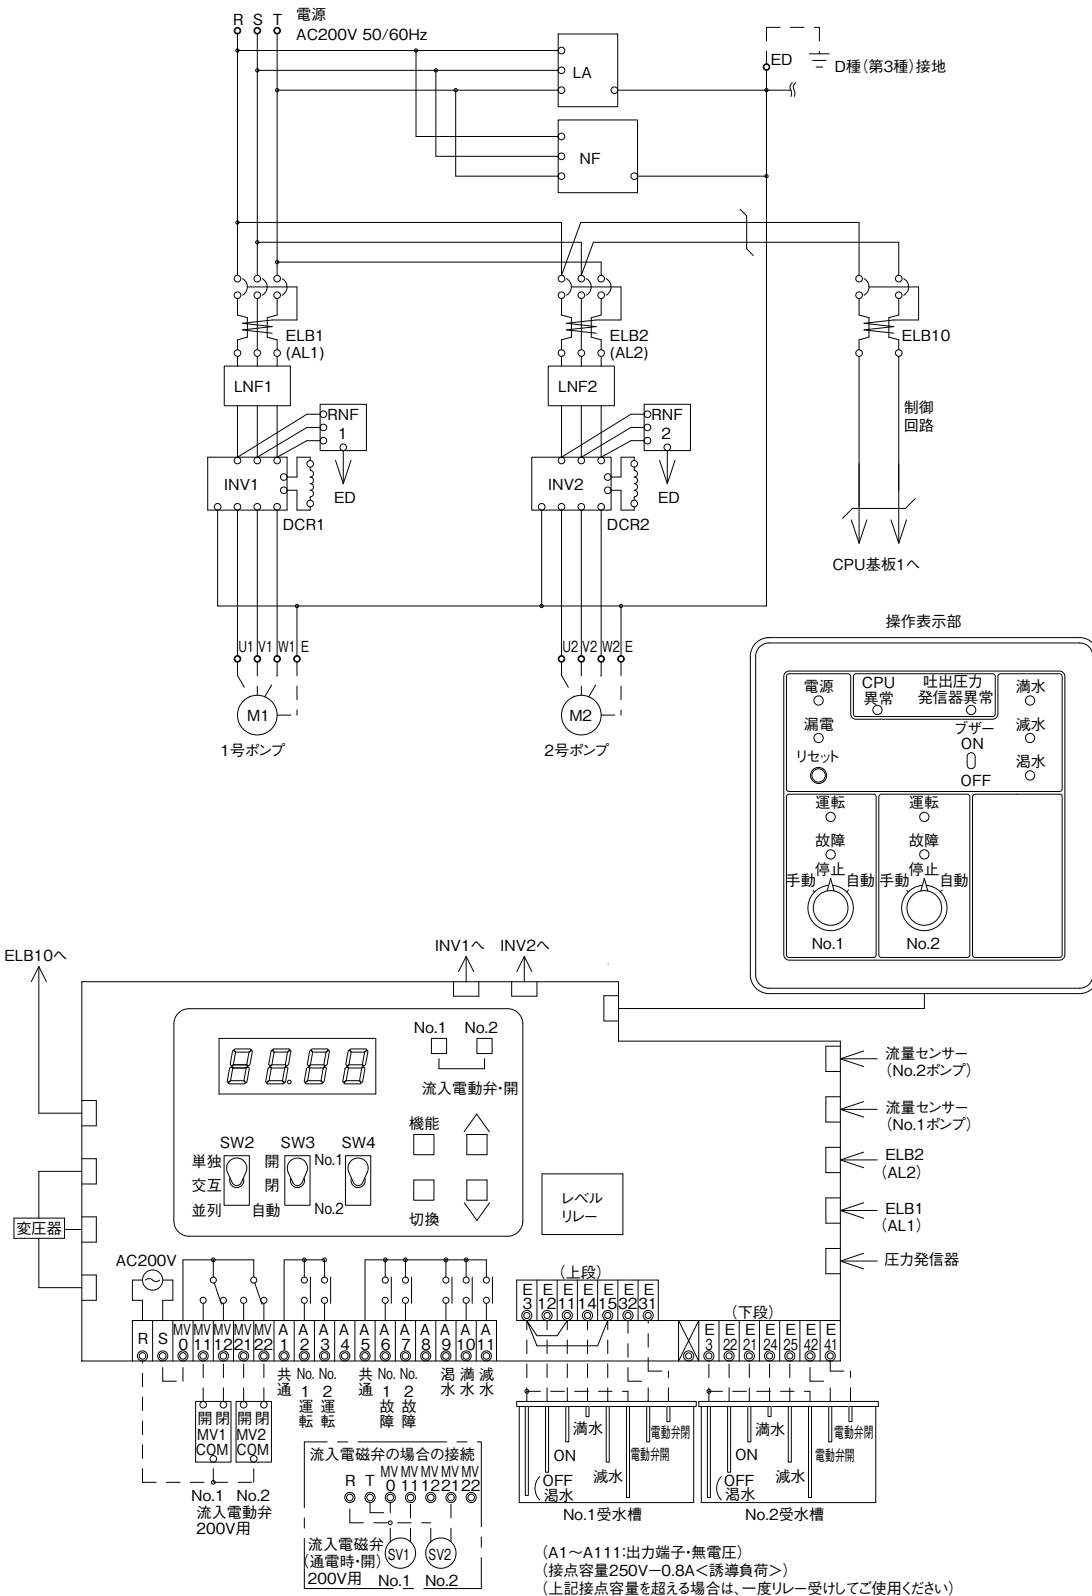 R S T 電源
AC200V 50/60Hz
LA
ED
D種(第3種)接地
NF
ELB1
(AL1)
ELB2
(AL2)
ELB10
LNF1
LNF2
制御
回路
RNF
1
RNF
2
INV1
INV2
ED
ED
DCR1
DCR2
CPU基板1へ
U1 V1 W1 E
U2 V2 W2 E
M1
M2
1号ポンプ
2号ポンプ
操作表示部
電源
CPU
異常
吐出圧力
発信器異常
満水
漏電
ブザー
ON
OFF
減水
リセット
渇水
運転
運転
故障
故障
停止
手動 自動
停止
手動 自動
No.1
No.2
ELB10へ
INV1へ INV2へ
No.1 No.2
流入電動弁・開
機能
切換
SW2 SW3 SW4
単独
交互
並列
開
閉
自動
No.1
No.2
レベル
リレー
流量センサー
(No.2ポンプ)
流量センサー
(No.1ポンプ)
ELB2
(AL2)
ELB1
(AL1)
圧力発信器
変圧器
AC200V
(上段)
E3 E12 E11 E14 E15 E32 E31
(下段)
R S MV0 MV11 MV12 MV21 MV22 A1 A2 A3 A4 A5 A6 A7 A8 A9 A10 A11
E3 E22 E21 E24 E25 E42 E41
共通 No.1運転 No.2運転 共通 No.1故障 No.2故障 渇水 満水 減水
開 閉
MV1
COM
開 閉
MV2
COM
No.1 No.2
流入電動弁
200V用
流入電磁弁の場合の接続
R T MV0 MV11 MV12 MV21 MV22
流入電磁弁
(通電時・開)
200V用
SV1 SV2
No.1 No.2
満水
電動弁閉
ON
電動弁開
OFF
渇水
減水
No.1受水槽
満水
電動弁閉
ON
電動弁開
OFF
渇水
減水
No.2受水槽
(A1〜A111:出力端子・無電圧)
(接点容量250V−0.8A<誘導負荷>)
(上記接点容量を超える場合は、一度リレー受けしてご使用ください)